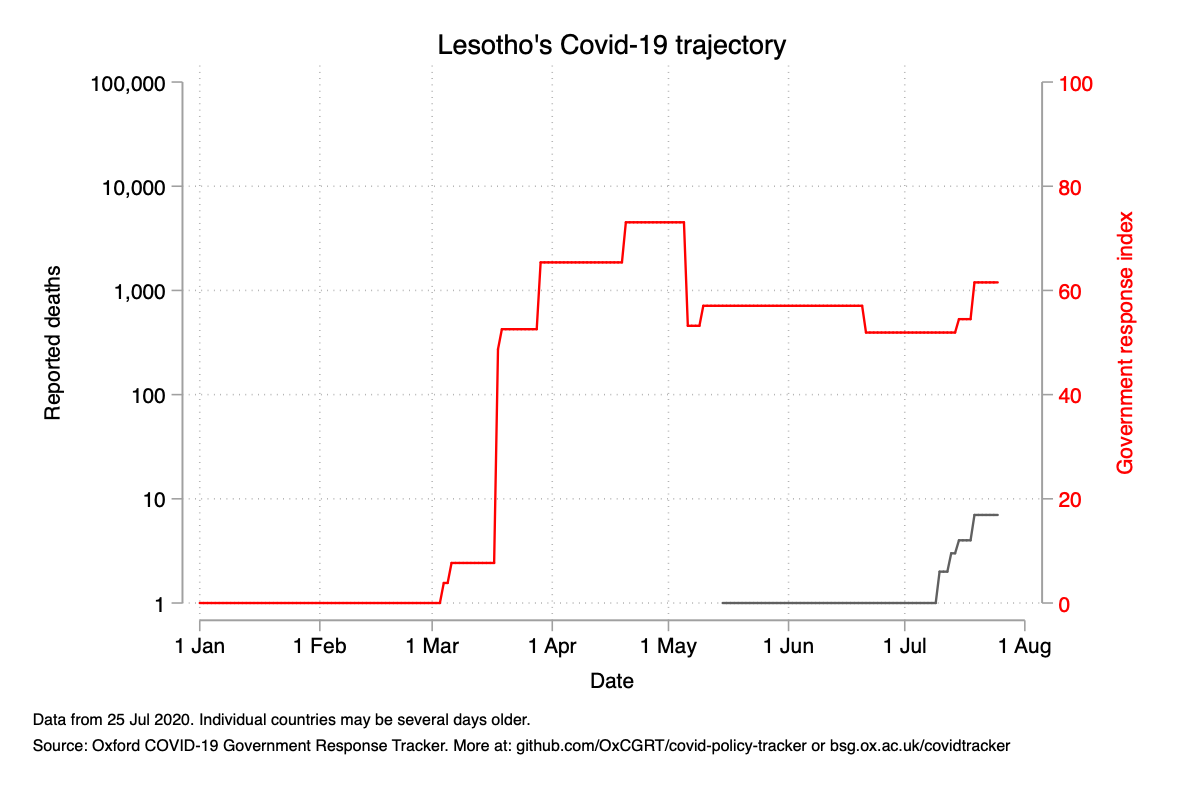 Lesotho's Covid-19 trajectory
100,000
10,000
1,000
100
10
1
Reported deaths
100
80
60
40
20
0
Government response index
1 Jan 1 Feb 1 Mar 1 Apr 1 May 1 Jun 1 Jul 1 Aug
Date
Data from 25 Jul 2020. Individual countries may be several days older.
Source: Oxford COVID-19 Government Response Tracker. More at: github.com/OxCGRT/covid-policy-tracker or bsg.ox.ac.uk/covidtracker